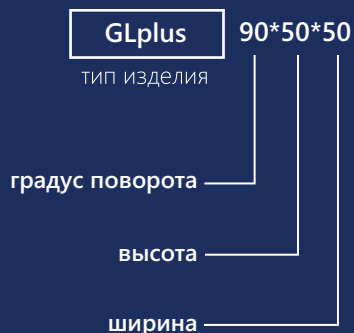 GLplus 90*50*50
тип изделия
градус поворота
высота
ширина